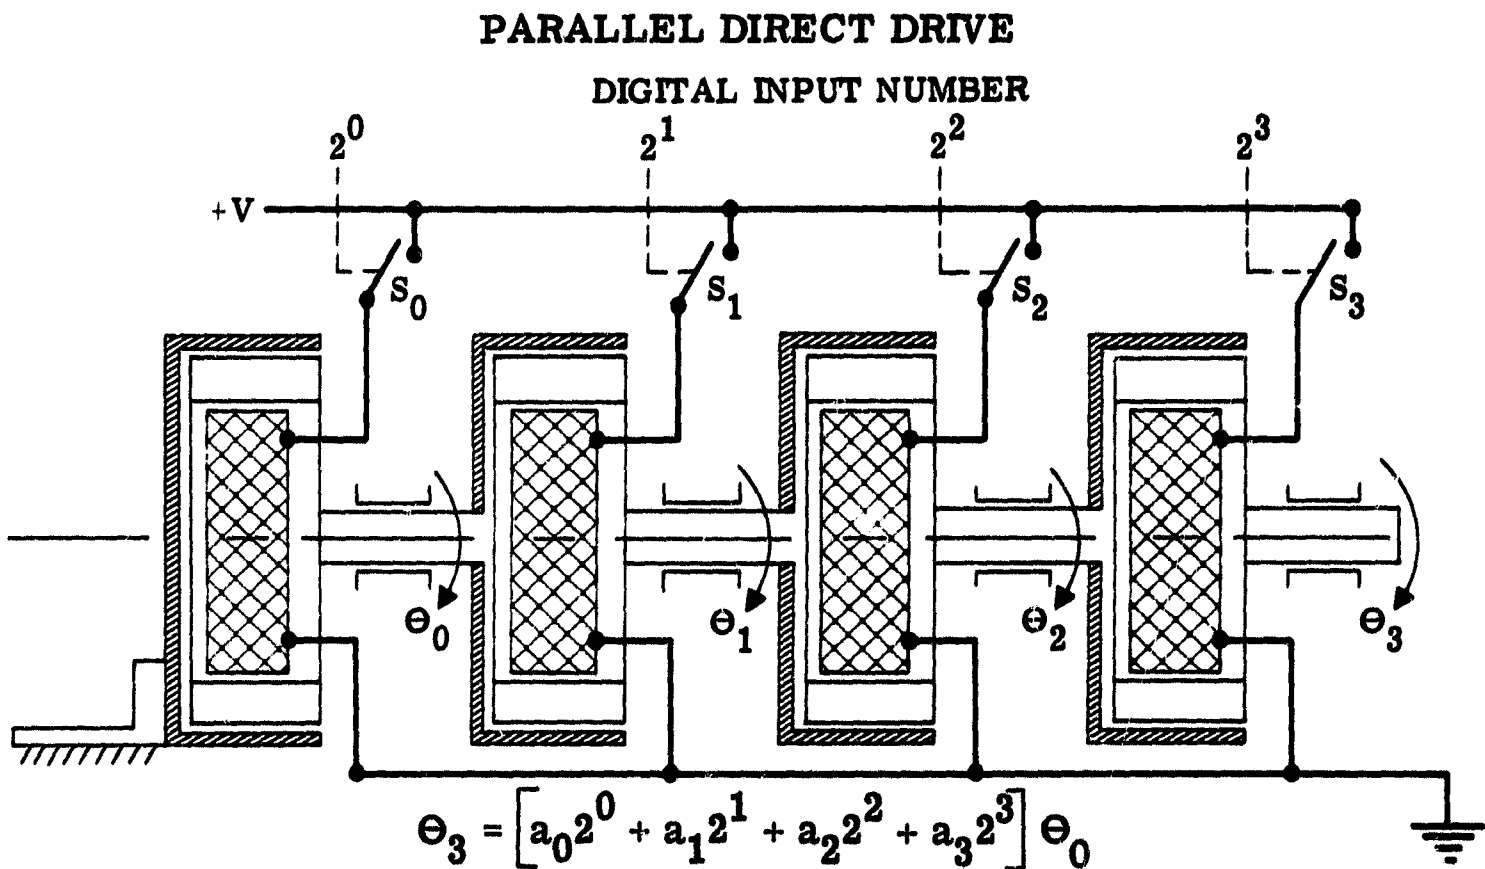 PARALLEL DIRECT DRIVE
DIGITAL INPUT NUMBER
2^0 2^1 2^2 2^3
+V
S_0 S_1 S_2 S_3
Θ_0 Θ_1 Θ_2 Θ_3
Θ_3 = [a_0 2^0 + a_1 2^1 + a_2 2^2 + a_3 2^3] Θ_0